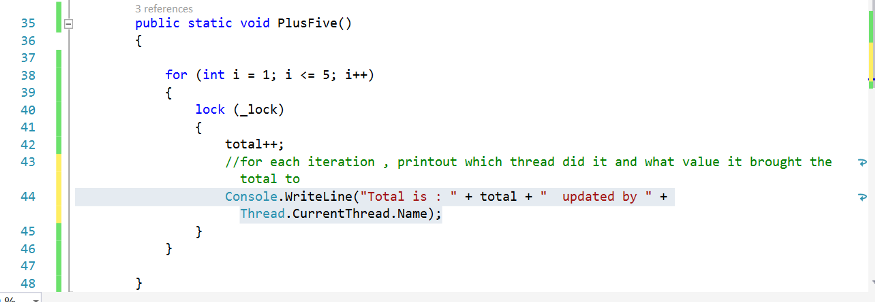 3 references
35 public static void PlusFive()
36 {
37
38 for (int i = 1; i <= 5; i++)
39 {
40 lock (_lock)
41 {
42 total++;
43 //for each iteration , printout which thread did it and what value it brought the
total to
44 Console.WriteLine("Total is : " + total + "  updated by " +
Thread.CurrentThread.Name);
45 }
46 }
47
48 }
%